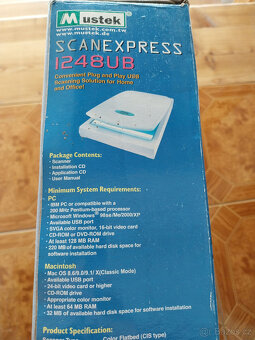 Mustek
www.mustek.com.tw
www.mustek.de
SCANEXPRESS
1248UB
Convenient Plug and Play USB
Scanning Solution for Home
and Office!
Package Contents:
- Scanner
- Installation CD
- Application CD
- User Manual
Minimum System Requirements:
PC
- IBM PC or compatible with a
200 MHz Pentium-based processor
- Microsoft Windows® 98se/Me/2000/XP
- Available USB port
- SVGA color monitor, 16-bit video card
- CD-ROM or DVD-ROM drive
- At least 128 MB RAM
- 220 MB of available hard disk space for
software installation
Macintosh
- Mac OS 8.6/9.0/9.1/ X(Classic Mode)
- Available USB port
- 24-bit video card or higher
- CD-ROM drive
- Appropriate color monitor
- At least 64 MB RAM
- 32 MB of available hard disk space for
software installation
Product Specification:
Color Flatbed (CIS type)